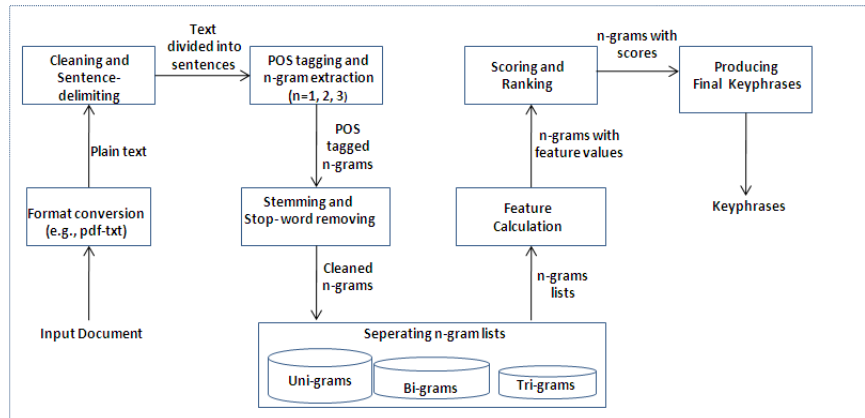 Text
divided into
sentences
n-grams with
scores
Cleaning and
Sentence-
delimiting
POS tagging and
n-gram extraction
(n=1, 2, 3)
Scoring and
Ranking
Producing
Final Keyphrases
Plain text
POS
tagged
n-grams
n-grams with
feature values
Format conversion
(e.g., pdf-txt)
Stemming and
Stop-word removing
Feature
Calculation
Keyphrases
Cleaned
n-grams
n-grams
lists
Input Document
Seperating n-gram lists
Uni-grams
Bi-grams
Tri-grams